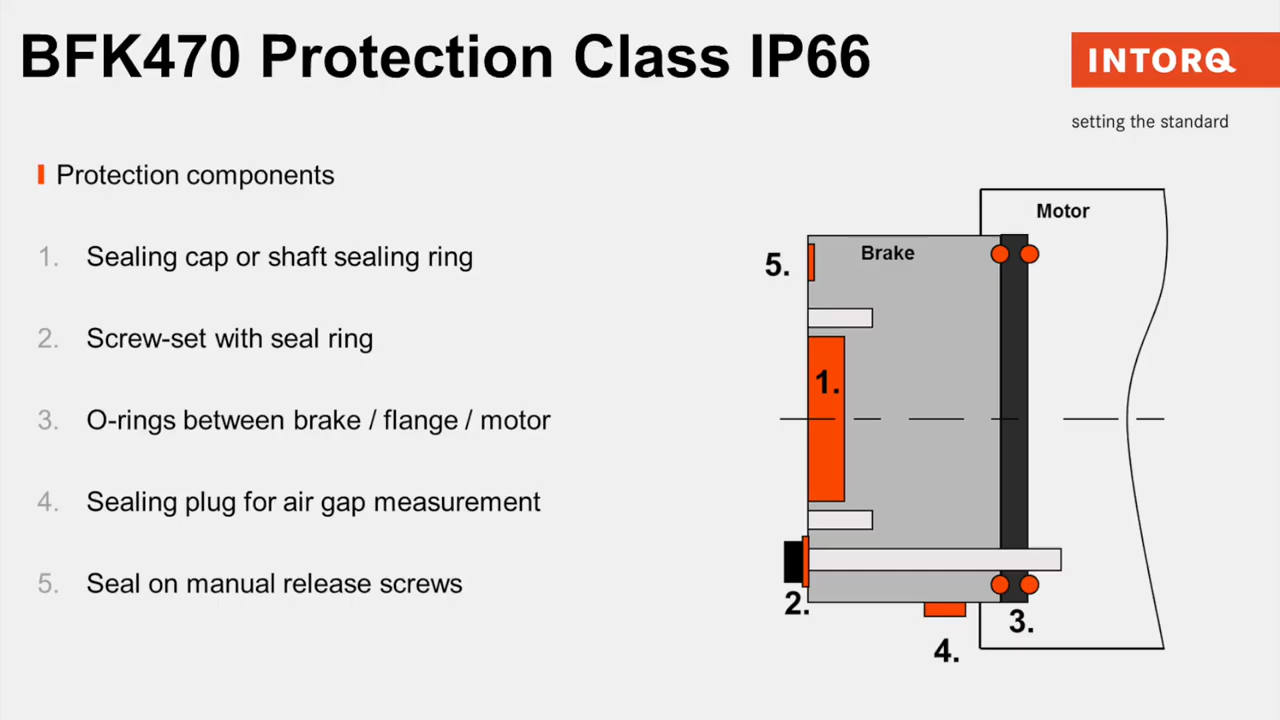 BFK470 Protection Class IP66
INTORQ
setting the standard
Protection components
1. Sealing cap or shaft sealing ring
2. Screw-set with seal ring
3. O-rings between brake / flange / motor
4. Sealing plug for air gap measurement
5. Seal on manual release screws
Motor
Brake
5.
1.
2.
3.
4.